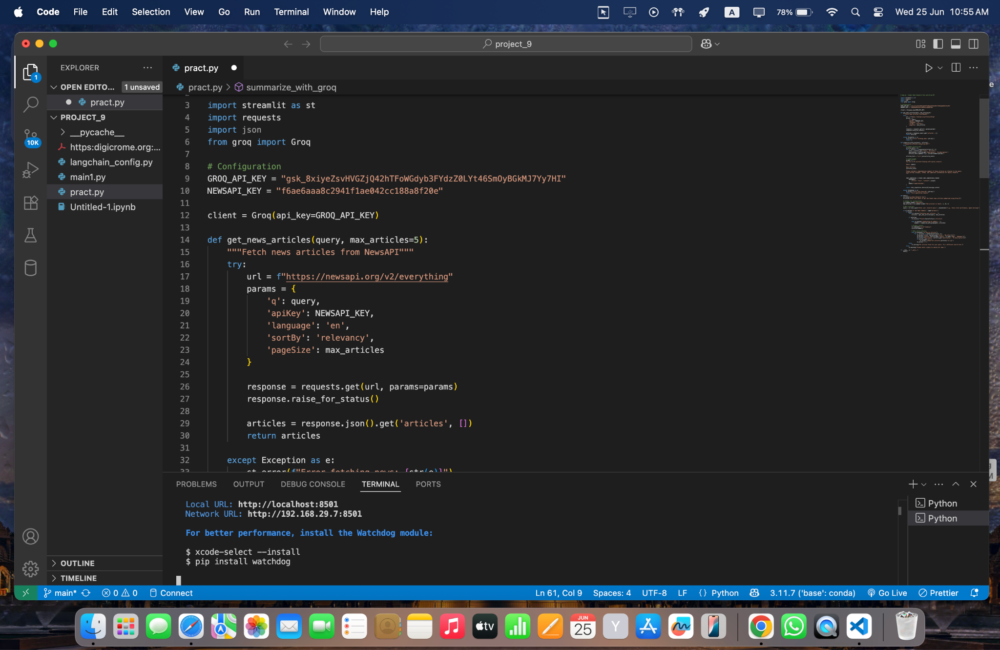 Code File Edit Selection View Go Run Terminal Window Help A 78% Wed 25 Jun 10:55 AM
project_9
EXPLORER
1
OPEN EDITO... 1 unsaved
pract.py
PROJECT_9
__pycache__
https:digicrome.org:...
langchain_config.py
main1.py
pract.py
Untitled-1.ipynb
10K
OUTLINE
TIMELINE
pract.py
pract.py > summarize_with_groq
2
3 import streamlit as st
4 import requests
5 import json
6 from groq import Groq
7
8 # Configuration
9 GROQ_API_KEY = "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"
10 NEWSAPI_KEY = "f6ae6aaa8c2941f1ae042cc188a8f20e"
11
12 client = Groq(api_key=GROQ_API_KEY)
13
14 def get_news_articles(query, max_articles=5):
15 """Fetch news articles from NewsAPI"""
16 try:
17 url = f"https://newsapi.org/v2/everything"
18 params = {
19 'q': query,
20 'apiKey': NEWSAPI_KEY,
21 'language': 'en',
22 'sortBy': 'relevancy',
23 'pageSize': max_articles
24 }
25
26 response = requests.get(url, params=params)
27 response.raise_for_status()
28
29 articles = response.json().get('articles', [])
30 return articles
31
32 except Exception as e:
33 st.error(f"Error fetching news: {str(e)}")
PROBLEMS OUTPUT DEBUG CONSOLE TERMINAL PORTS
Local URL: http://localhost:8501
Network URL: http://192.168.29.7:8501
For better performance, install the Watchdog module:
$ xcode-select --install
$ pip install watchdog
Python
Python
main* 0 0 Connect Ln 61, Col 9 Spaces: 4 UTF-8 LF {} Python 3.11.7 ('base': conda) Go Live Prettier
tv JUN 25 Y